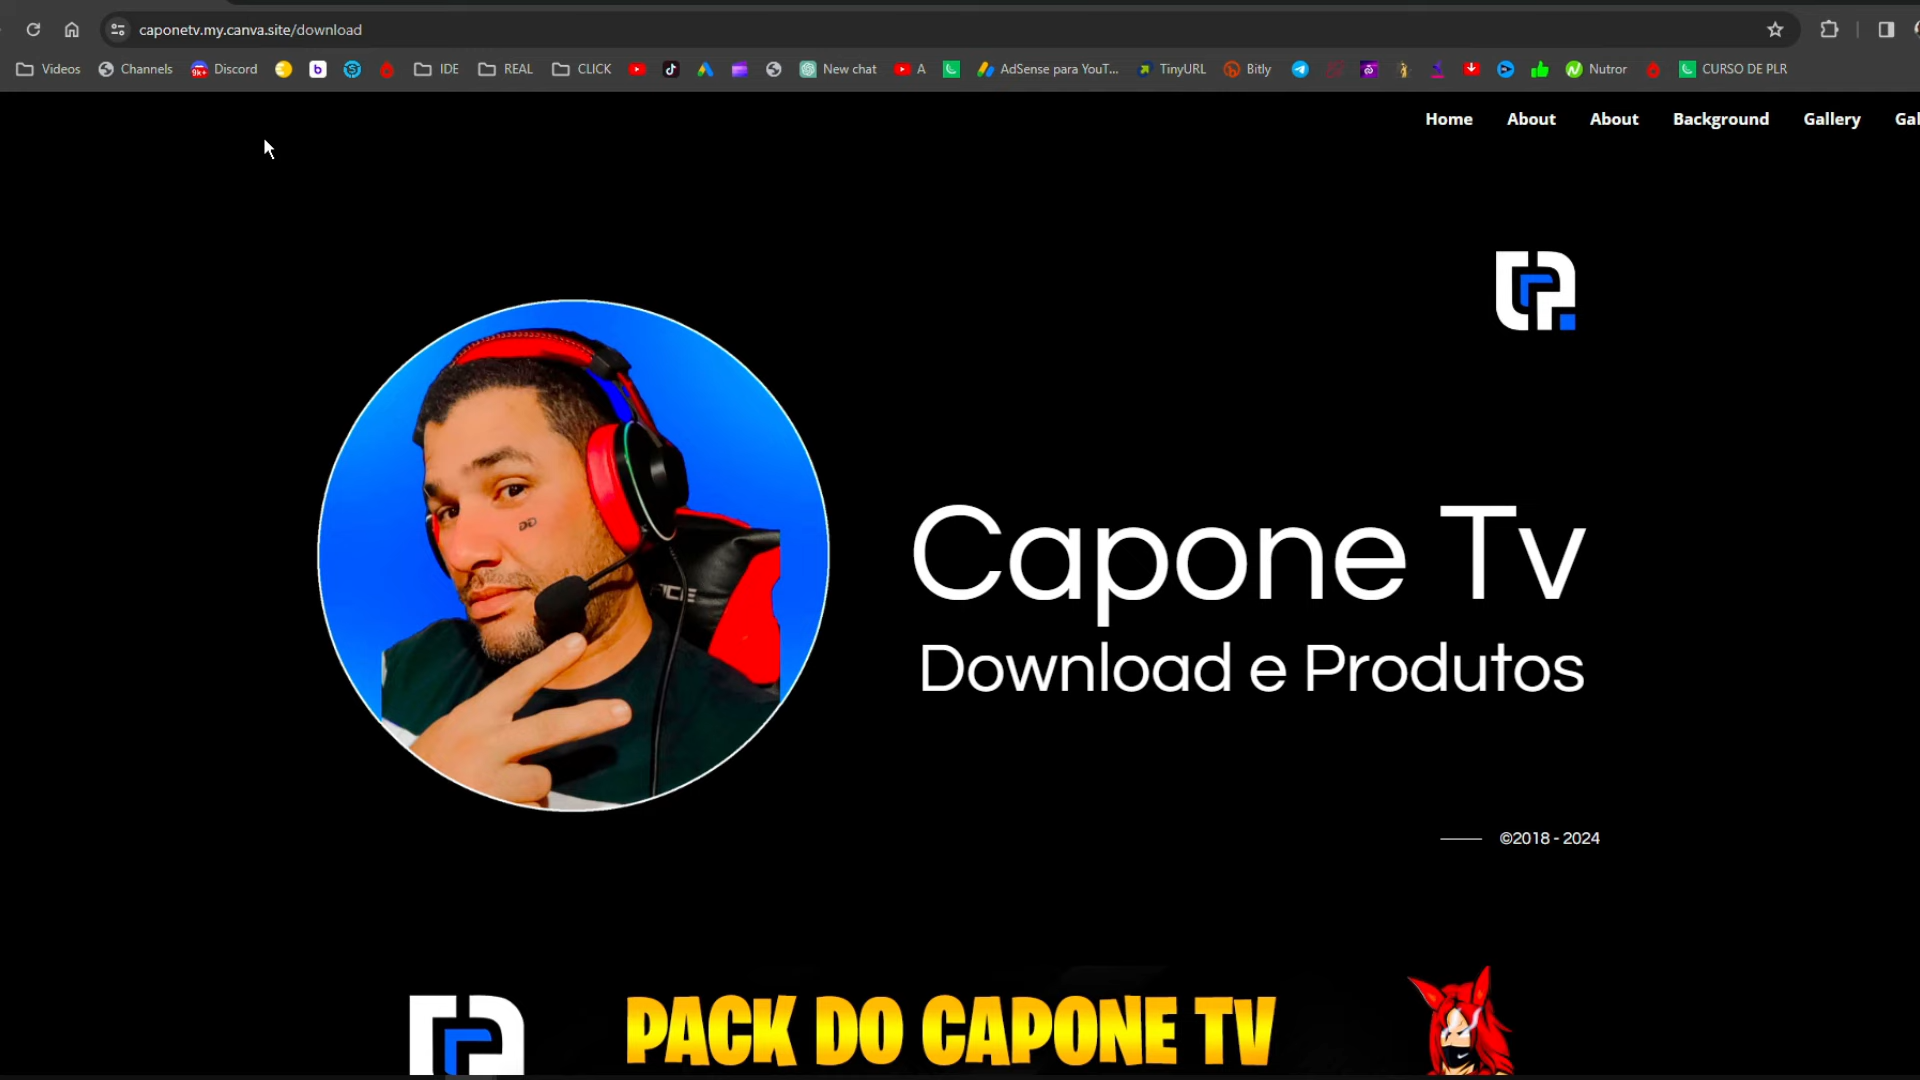 caponetv.my.canva.site/download
Videos Channels Discord IDE REAL CLICK New chat A AdSense para YouT... TinyURL Bitly Nutror CURSO DE PLR
Home About About Background Gallery Gal
Capone Tv
Download e Produtos
©2018 - 2024
PACK DO CAPONE TV